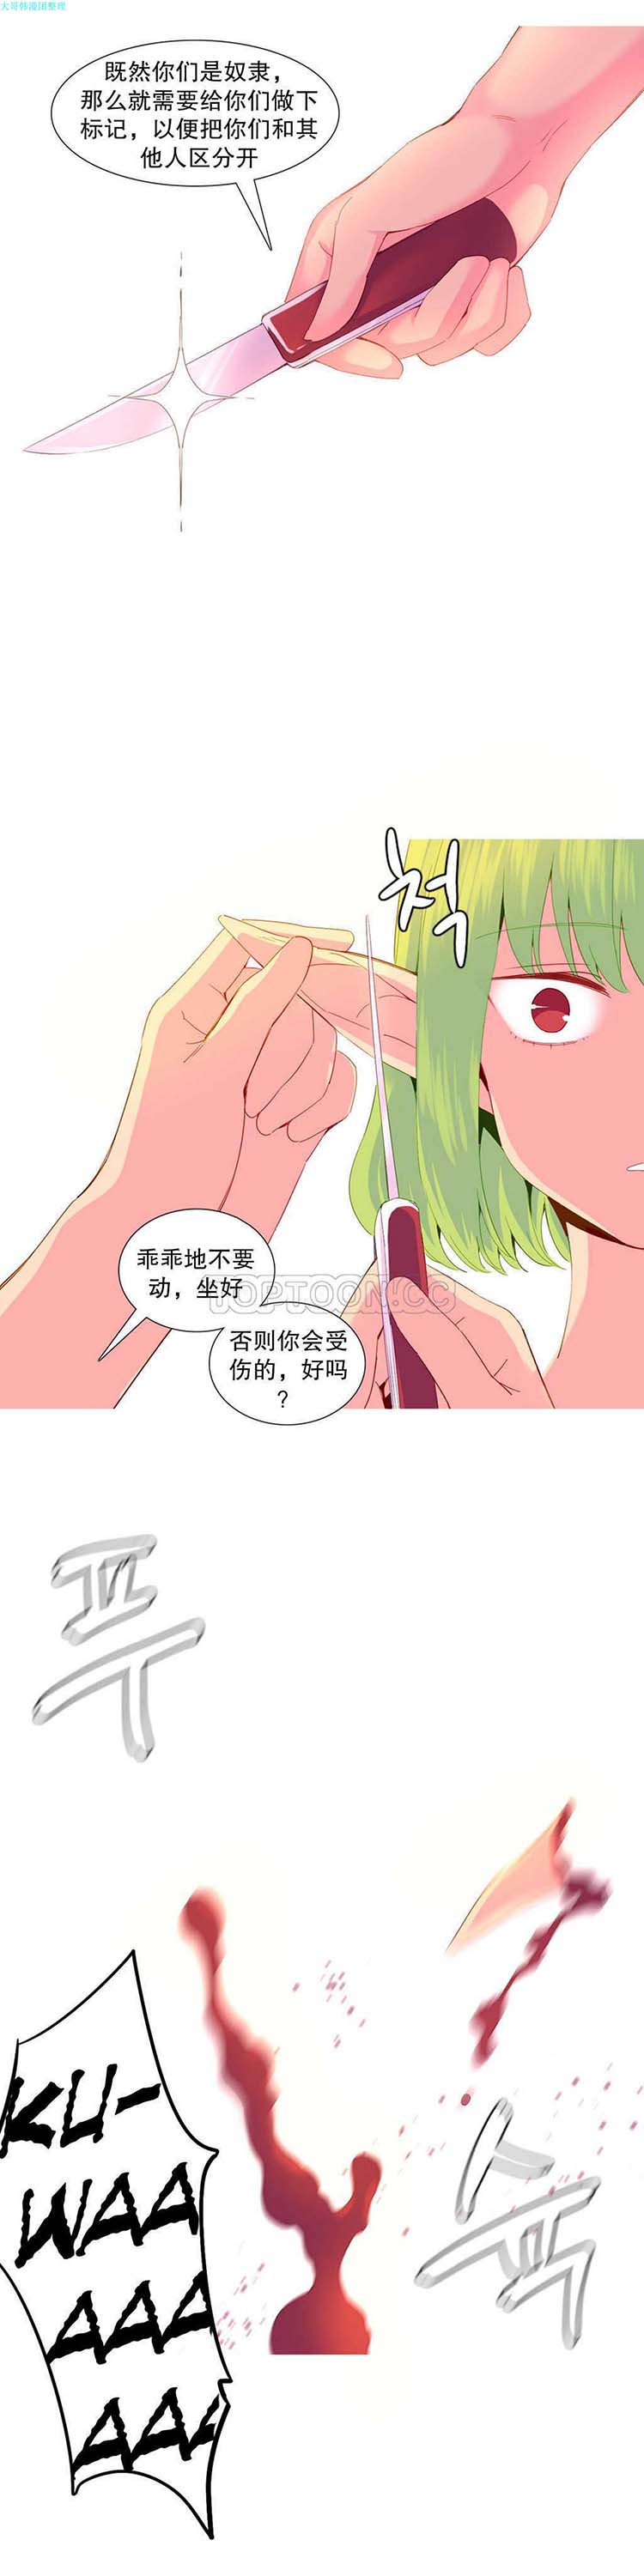 大哥韩漫团整理
既然你们是奴隶，
那么就需要给你们做下
标记，以便把你们和其
他人区分开
척
乖乖地不要
动，坐好
TOPTOON.CC
否则你会受
伤的，好吗
？
푸
슥
KU-
WAA
AAA
AAA